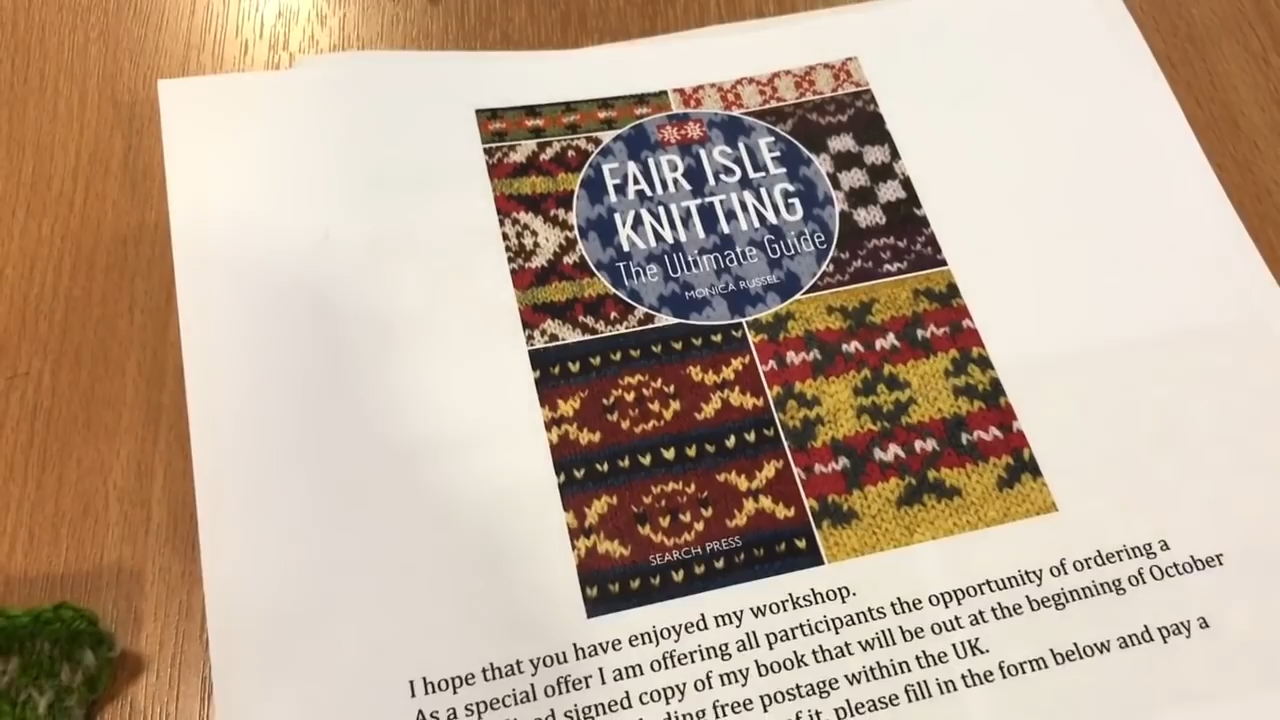 FAIR ISLE
KNITTING
The Ultimate Guide
MONICA RUSSEL
SEARCH PRESS
I hope that you have enjoyed my workshop.
As a special offer I am offering all participants the opportunity of ordering a
signed copy of my book that will be out at the beginning of October
free postage within the UK.
of it, please fill in the form below and pay a